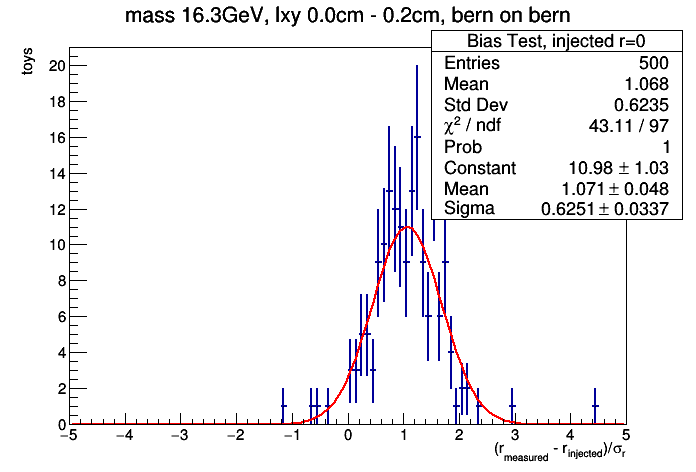 mass 16.3GeV, lxy 0.0cm - 0.2cm, bern on bern
toys
Bias Test, injected r=0
Entries 500
Mean 1.068
Std Dev 0.6235
χ² / ndf 43.11 / 97
Prob 1
Constant 10.98 ± 1.03
Mean 1.071 ± 0.048
Sigma 0.6251 ± 0.0337
20
18
16
14
12
10
8
6
4
2
0
−5 −4 −3 −2 −1 0 1 2 3 4 5
(r_measured - r_injected)/σ_r